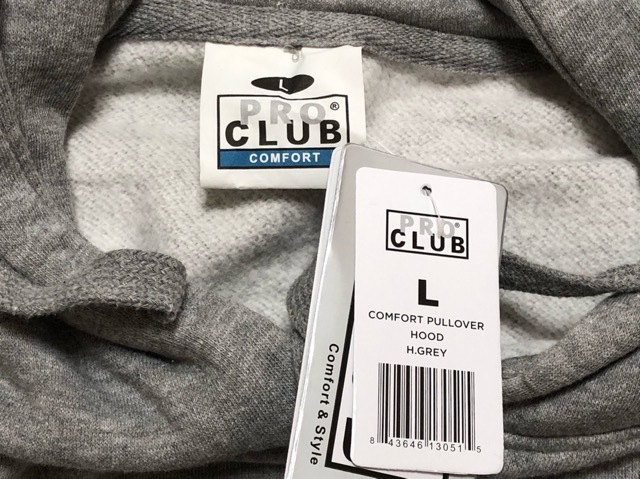 L
PRO®
CLUB
COMFORT
PRO
CLUB
L
COMFORT PULLOVER
HOOD
H.GREY
8 43646 13051 5
Comfort & Style